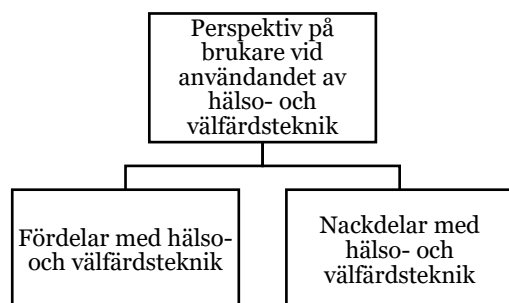 Perspektiv på
brukare vid
användandet av
hälso- och
välfärdsteknik
Fördelar med hälso-
och välfärdsteknik
Nackdelar med
hälso- och
välfärdsteknik